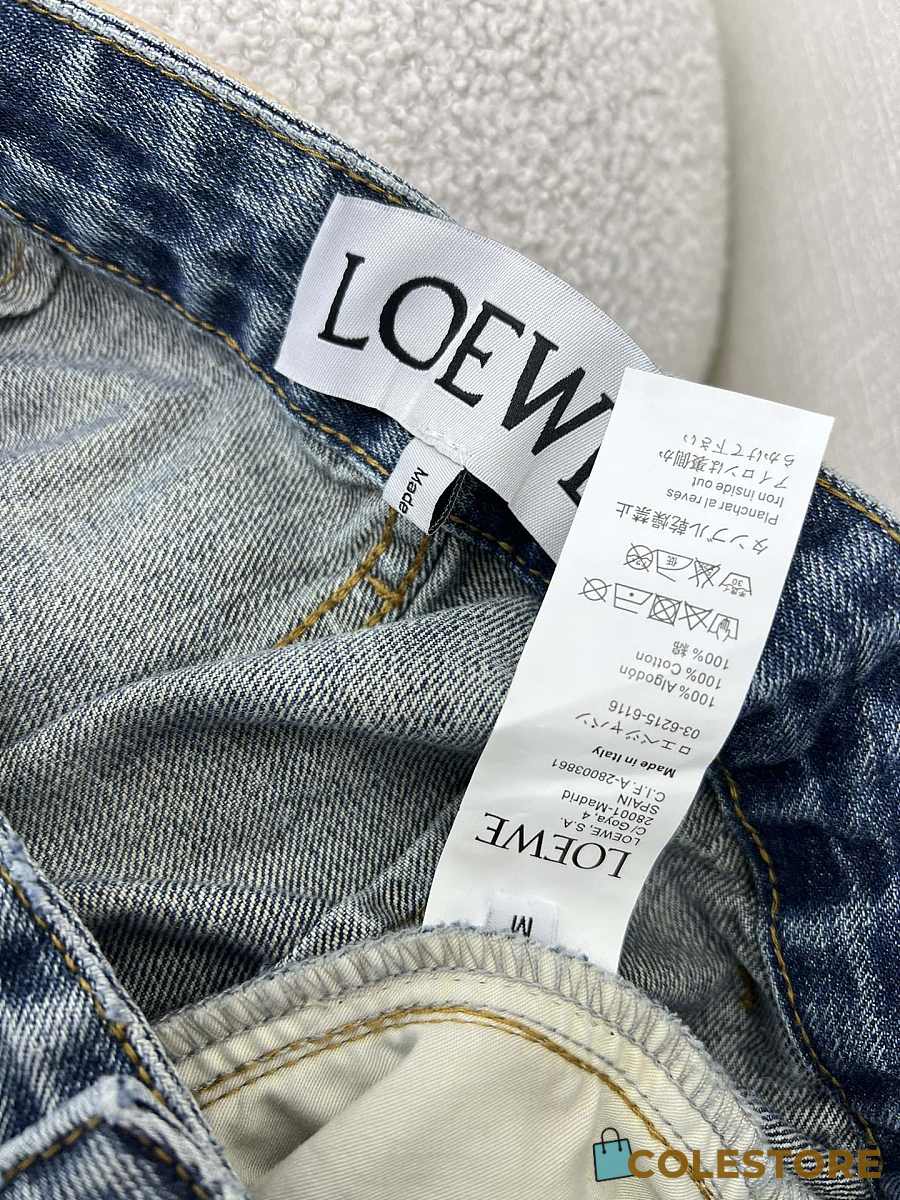 LOEWE
Made
M
LOEWE
LOEWE, S.A.
C/ Goya, 4
28001-Madrid
SPAIN
C.I.F.A-28003861
Made in Italy
ロエベジャパン
03-6215-6116
100% Algodón
100% Cotton
100% 綿
タンブル乾燥禁止
Planchar al revés
Iron inside out
アイロンは裏側か
らかけて下さい
COLESTORE